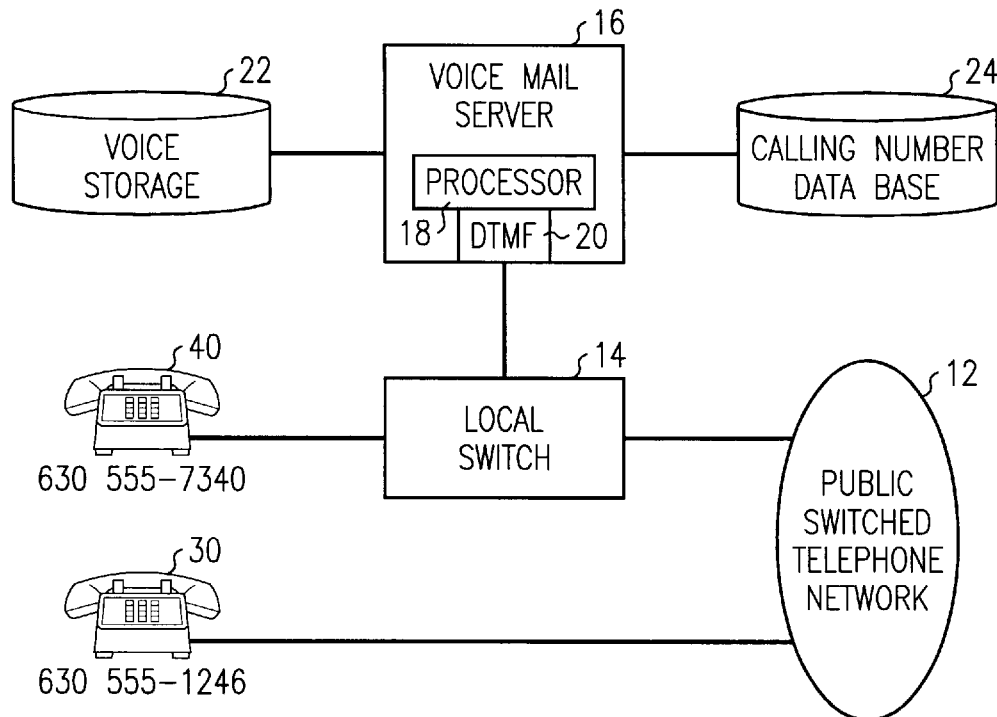 16
22
VOICE MAIL
SERVER
24
VOICE
STORAGE
CALLING NUMBER
DATA BASE
PROCESSOR
18
DTMF
20
40
14
12
LOCAL
SWITCH
630 555-7340
PUBLIC
SWITCHED
TELEPHONE
NETWORK
30
630 555-1246